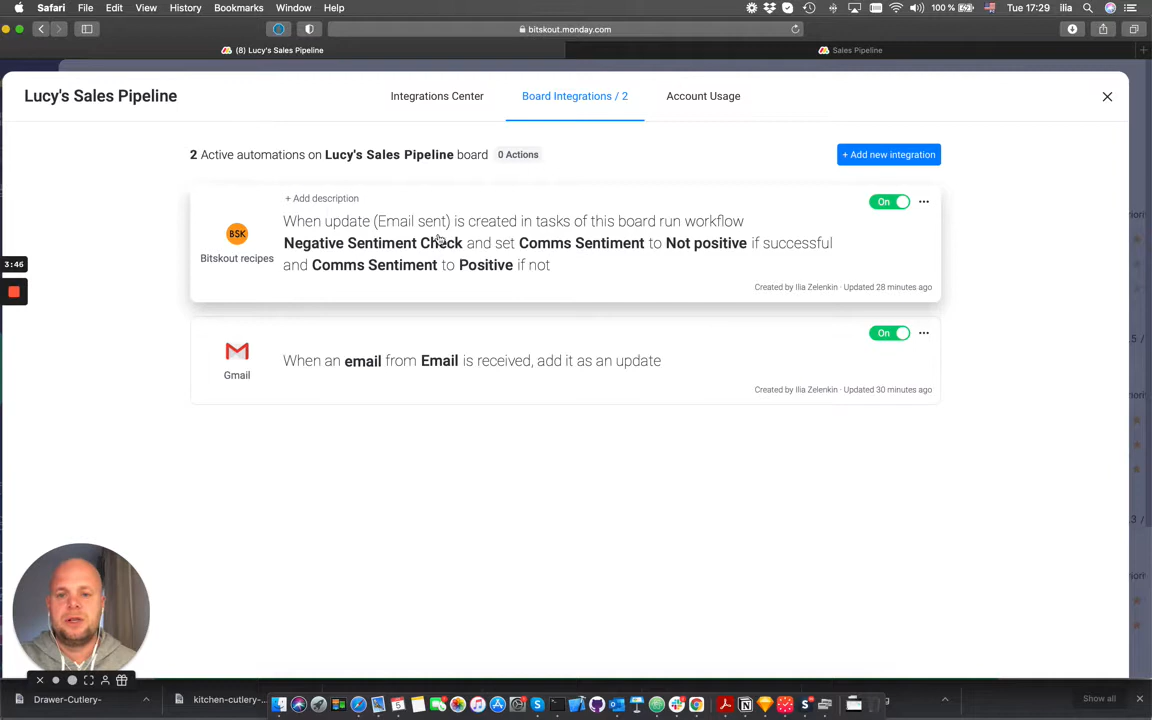 Safari File Edit View History Bookmarks Window Help
100 % Tue 17:29 ilia
bitskout.monday.com
(8) Lucy's Sales Pipeline
Sales Pipeline
Lucy's Sales Pipeline
Integrations Center
Board Integrations / 2
Account Usage
2 Active automations on Lucy's Sales Pipeline board
0 Actions
+ Add new integration
+ Add description
On
When update (Email sent) is created in tasks of this board run workflow
Negative Sentiment Check and set Comms Sentiment to Not positive if successful
and Comms Sentiment to Positive if not
BSK
Bitskout recipes
Created by Ilia Zelenkin · Updated 28 minutes ago
3:46
On
When an email from Email is received, add it as an update
Gmail
Created by Ilia Zelenkin · Updated 30 minutes ago
Drawer-Cutlery-
kitchen-cutlery-...
Show all